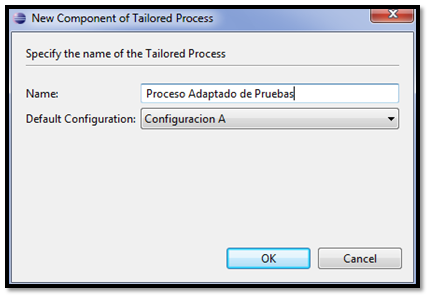 New Component of Tailored Process
Specify the name of the Tailored Process
Name: Proceso Adaptado de Pruebas
Default Configuration: Configuracion A
OK Cancel